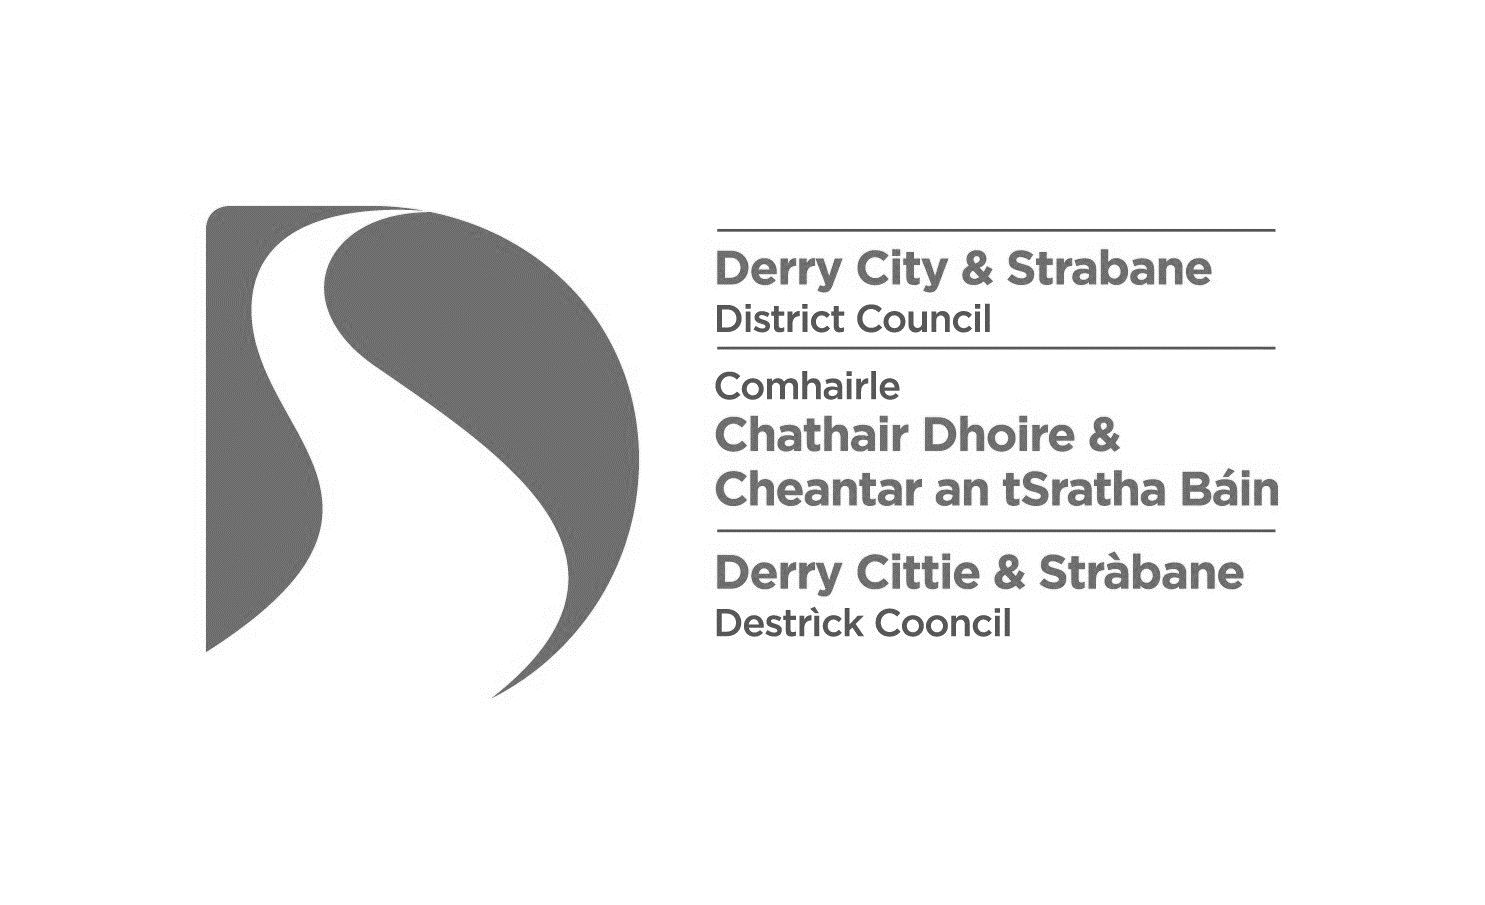 Derry City & Strabane
District Council
Comhairle
Chathair Dhoire &
Cheantar an tSratha Báin
Derry Cittie & Stràbane
Destrìck Cooncil